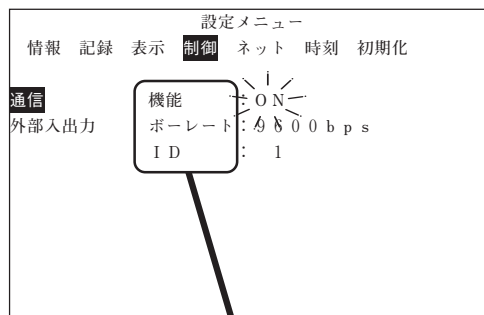 設定メニュー
情報 記録 表示 制御 ネット 時刻 初期化
通信 機能 : ON
外部入出力 ボーレート : 9600bps
ID : 1